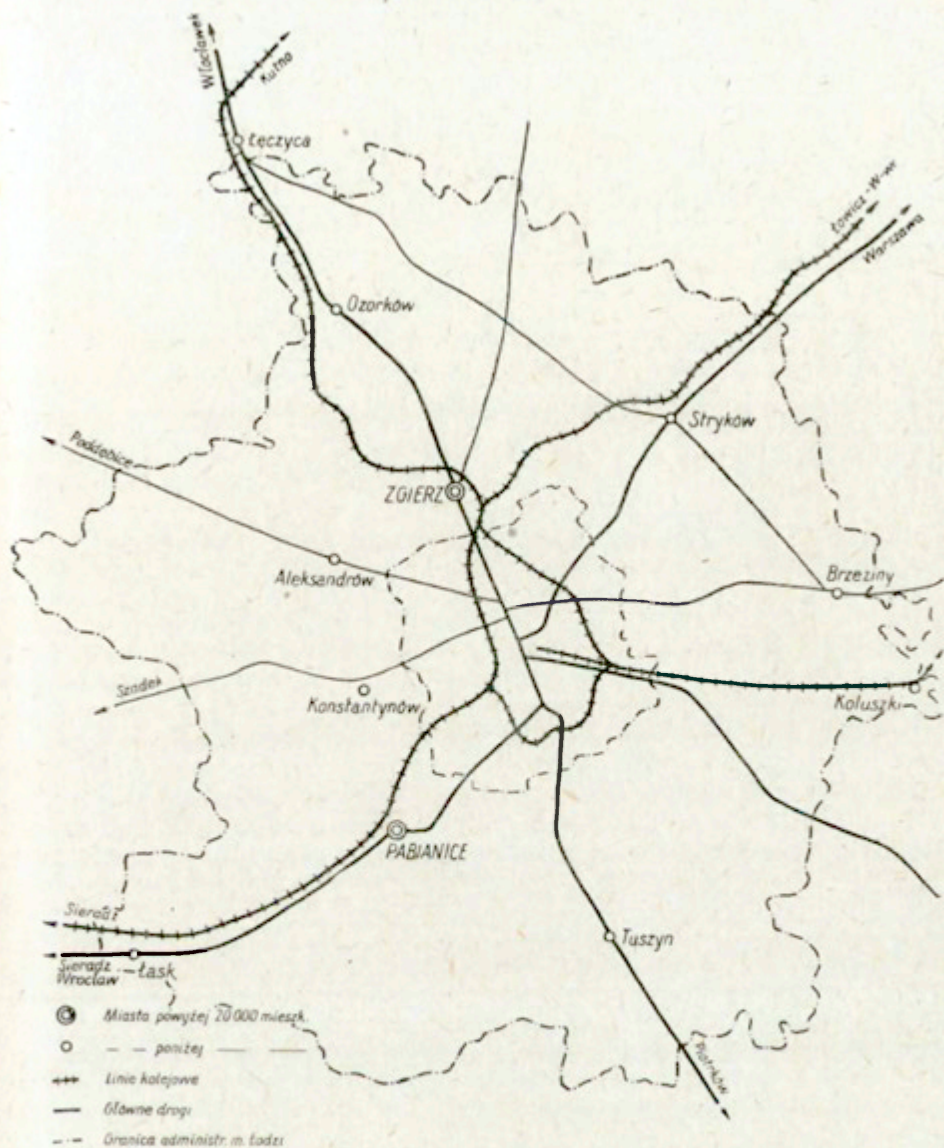 Włocławek
Kutno
Łęczyca
Łowicz-W-wa
Warszawa
Ozorków
Stryków
Poddębice
ZGIERZ
Aleksandrów
Brzeziny
Szadek
Konstantynów
Koluszki
PABIANICE
Sieradz
Tuszyn
Sieradz
Wrocław
Łask
Piotrków
Miasta powyżej 20 000 mieszk.
— — poniżej — —
Linie kolejowe
Główne drogi
Granica administr. m. Łodzi